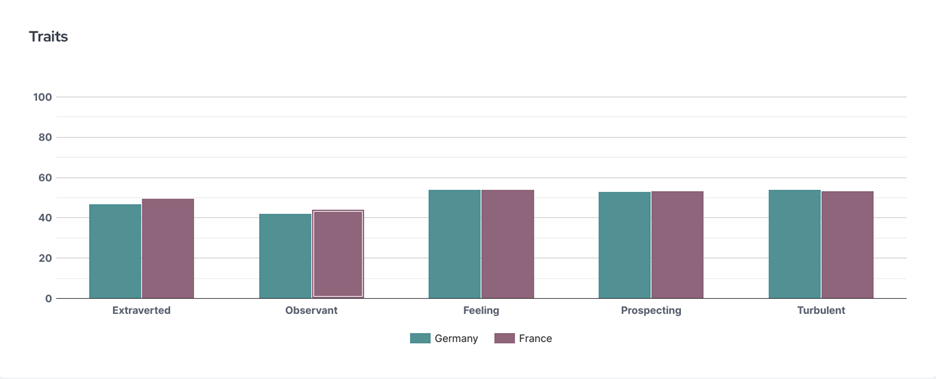 Traits
100
80
60
40
20
0
Extraverted Observant Feeling Prospecting Turbulent
Germany France